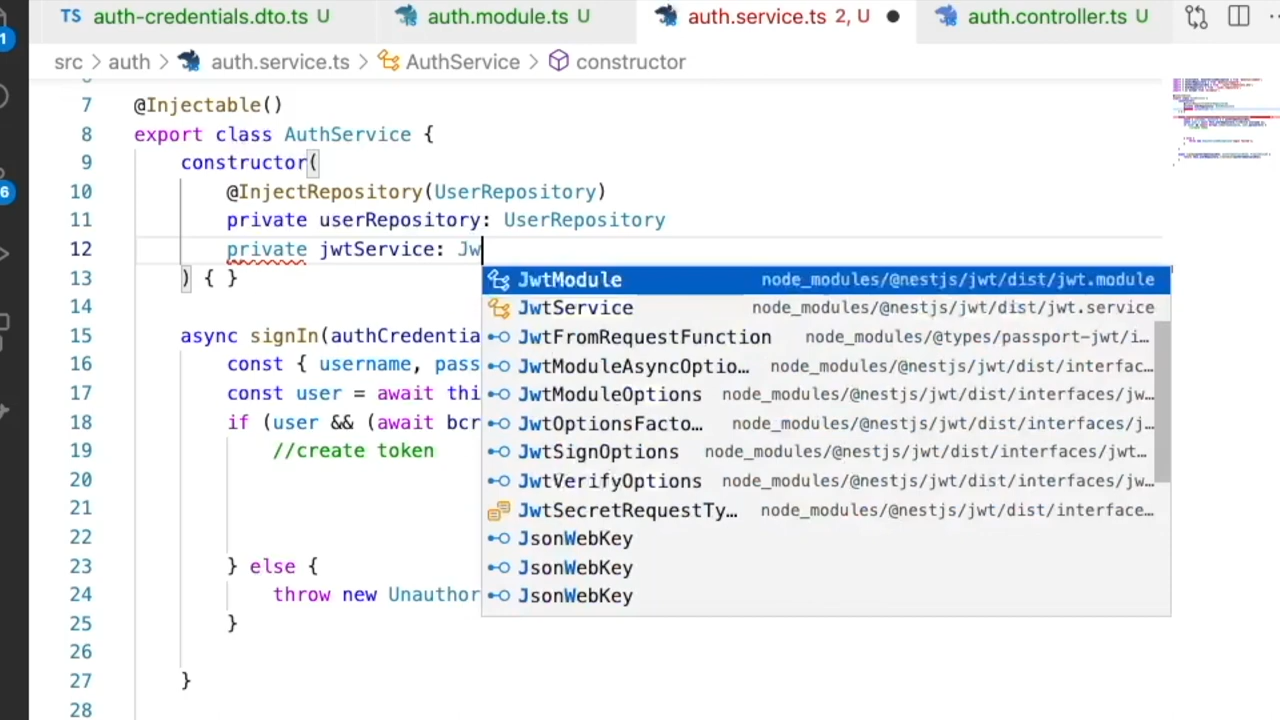 TS auth-credentials.dto.ts U auth.module.ts U auth.service.ts 2, U auth.controller.ts U
1
src > auth > auth.service.ts > AuthService > constructor
7 @Injectable()
8 export class AuthService {
9 constructor(
10 @InjectRepository(UserRepository)
11 private userRepository: UserRepository
12 private jwtService: Jw
13 ) { }
JwtModule node_modules/@nestjs/jwt/dist/jwt.module
14
JwtService node_modules/@nestjs/jwt/dist/jwt.service
15 async signIn(authCredentia
JwtFromRequestFunction node_modules/@types/passport-jwt/i…
16 const { username, pass
JwtModuleAsyncOptio… node_modules/@nestjs/jwt/dist/interfac…
17 const user = await thi
JwtModuleOptions node_modules/@nestjs/jwt/dist/interfaces/jw…
18 if (user && (await bcr
JwtOptionsFacto… node_modules/@nestjs/jwt/dist/interfaces/j…
19 //create token
JwtSignOptions node_modules/@nestjs/jwt/dist/interfaces/jwt…
20
JwtVerifyOptions node_modules/@nestjs/jwt/dist/interfaces/jw…
21
JwtSecretRequestTy… node_modules/@nestjs/jwt/dist/interface…
22
JsonWebKey
23 } else {
JsonWebKey
24 throw new Unauthor
JsonWebKey
25 }
26
27 }
28
6